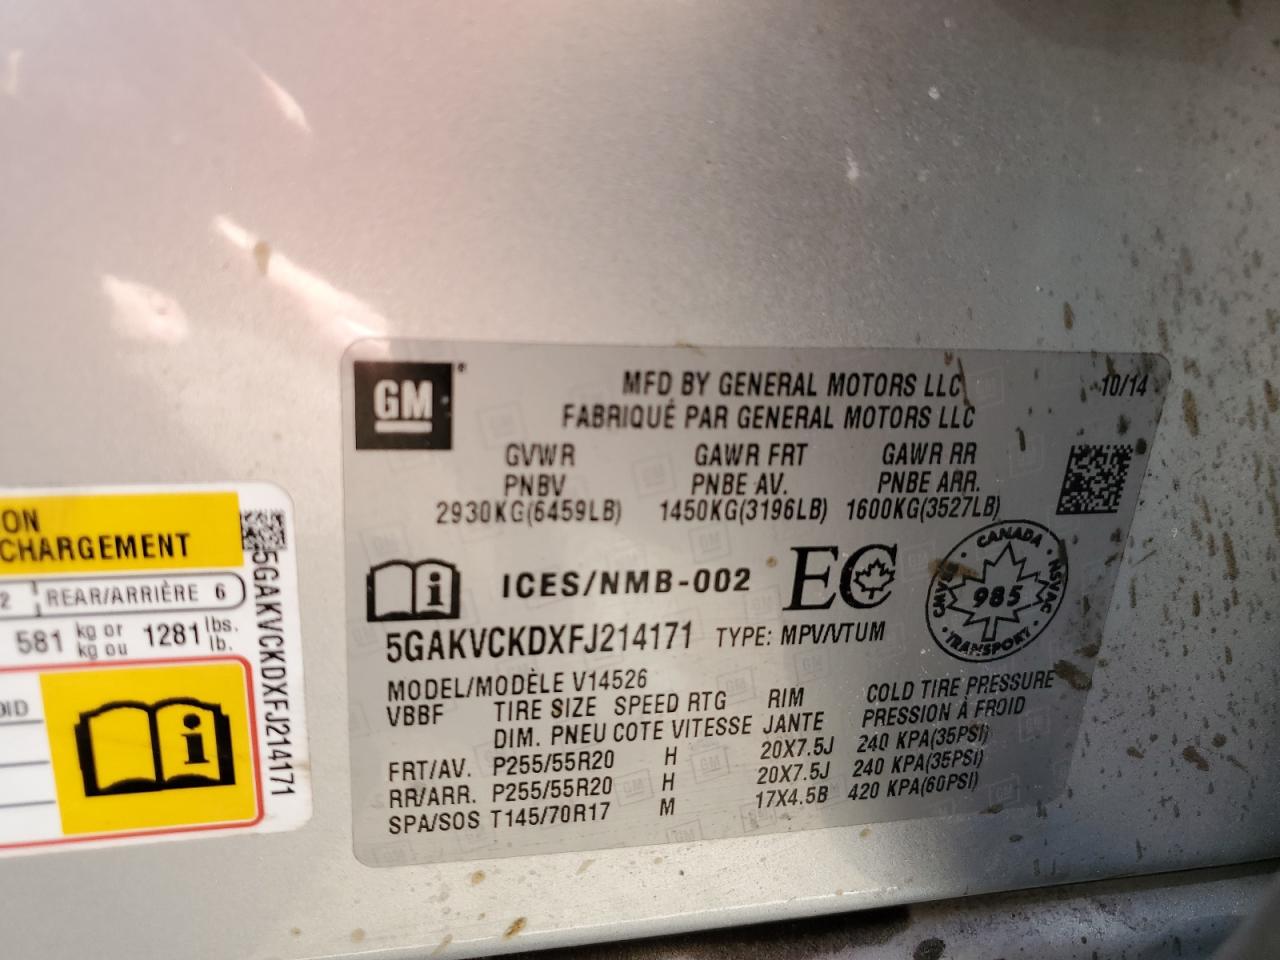 GM
MFD BY GENERAL MOTORS LLC 10/14
FABRIQUÉ PAR GENERAL MOTORS LLC
GVWR GAWR FRT GAWR RR
PNBV PNBE AV. PNBE ARR.
2930KG(6459LB) 1450KG(3196LB) 1600KG(3527LB)
ICES/NMB-002 EC
CANADA
CMVSS NSVAC
985
TRANSPORT
5GAKVCKDXFJ214171 TYPE: MPV/VTUM
MODEL/MODÈLE V14526
VBBF TIRE SIZE SPEED RTG RIM COLD TIRE PRESSURE
DIM. PNEU COTE VITESSE JANTE PRESSION À FROID
FRT/AV. P255/55R20 H 20X7.5J 240 KPA(35PSI)
RR/ARR. P255/55R20 H 20X7.5J 240 KPA(35PSI)
SPA/SOS T145/70R17 M 17X4.5B 420 KPA(60PSI)
ON
CHARGEMENT
2 REAR/ARRIÈRE 6
581 kg or kg ou 1281 lbs. lb.
OID
5GAKVCKDXFJ214171